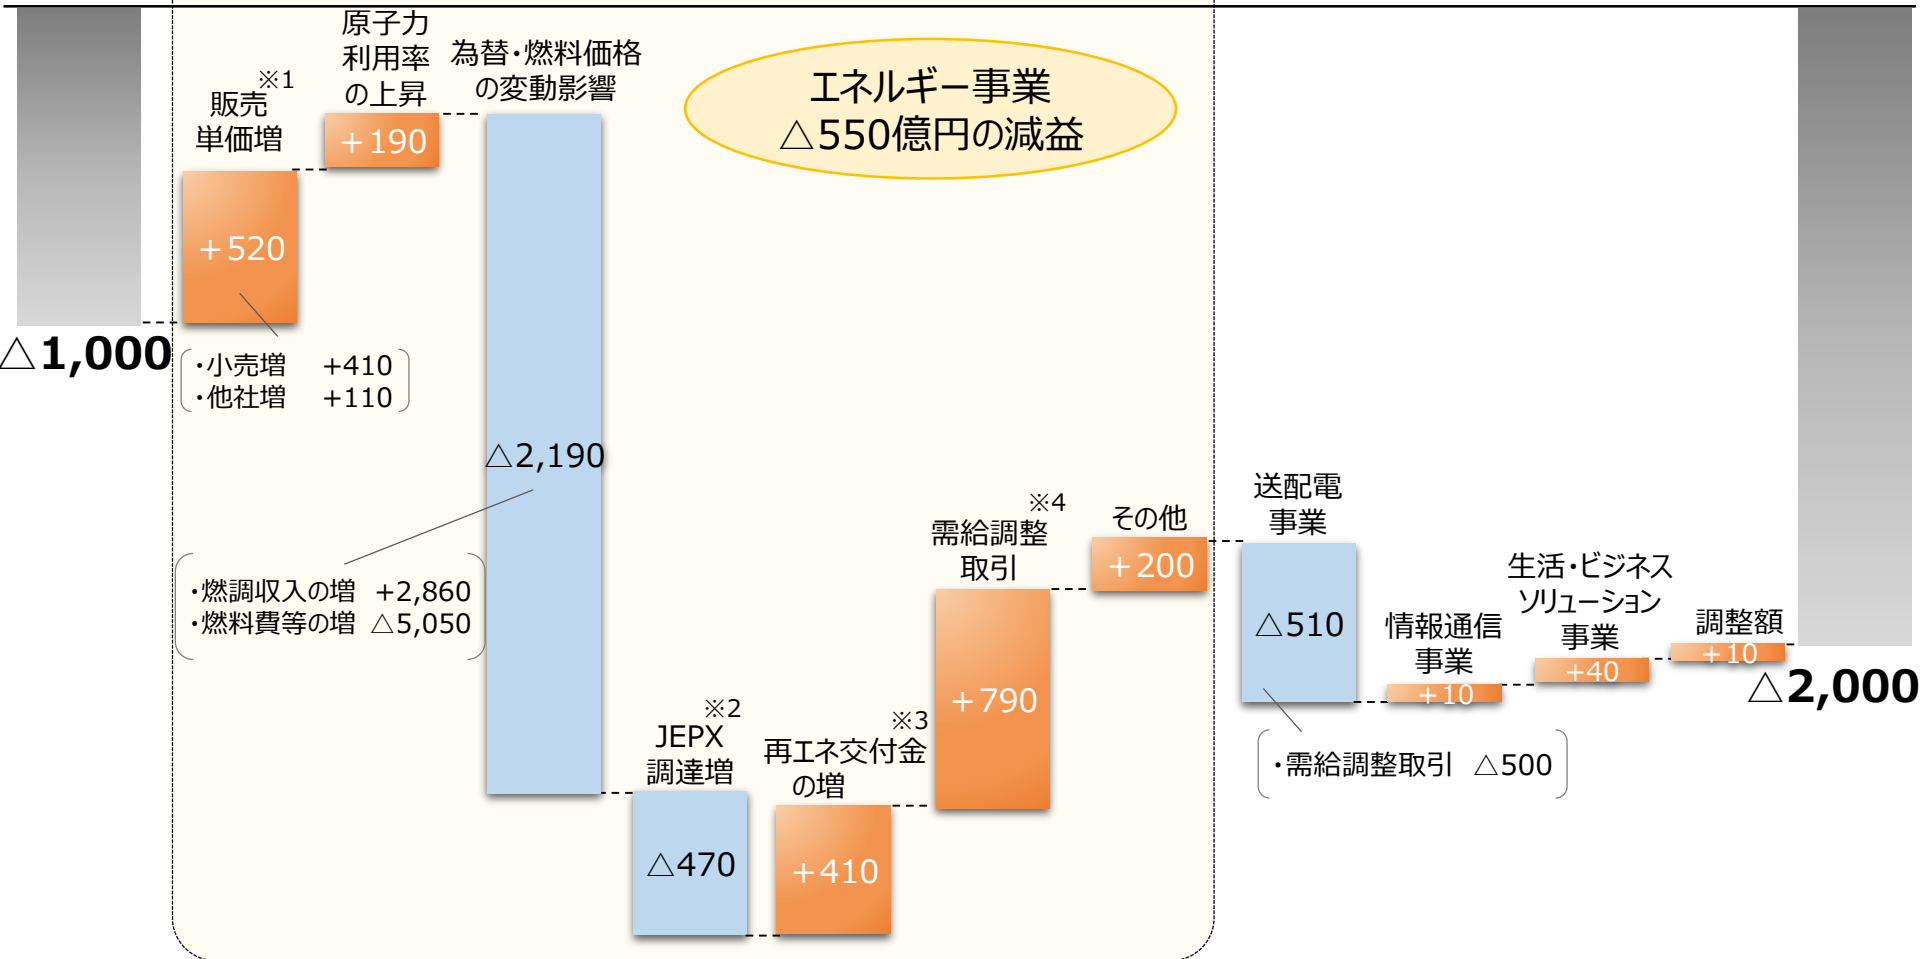 △1,000
※1
販売
単価増
+520
・小売増 +410
・他社増 +110
原子力
利用率
の上昇
+190
為替・燃料価格
の変動影響
△2,190
・燃調収入の増 +2,860
・燃料費等の増 △5,050
エネルギー事業
△550億円の減益
※2
JEPX
調達増
△470
※3
再エネ交付金
の増
+410
※4
需給調整
取引
+790
その他
+200
送配電
事業
△510
・需給調整取引 △500
情報通信
事業
+10
生活・ビジネス
ソリューション
事業
+40
調整額
+10
△2,000